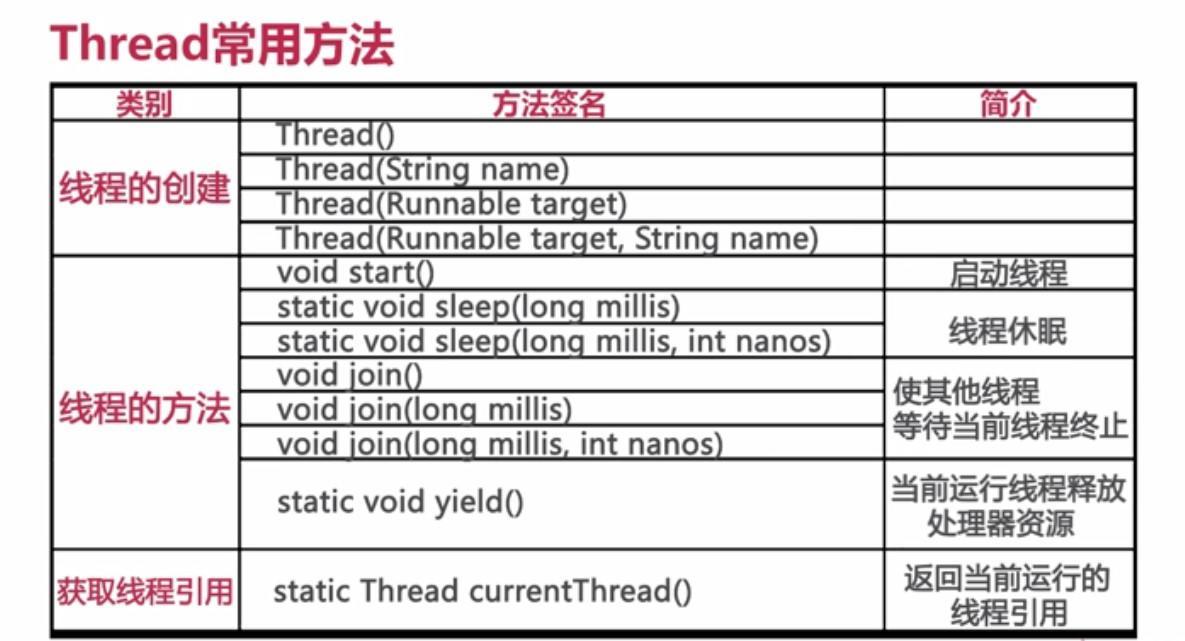 Thread常用方法
类别 方法签名 简介
线程的创建
Thread()
Thread(String name)
Thread(Runnable target)
Thread(Runnable target, String name)
线程的方法
void start() 启动线程
static void sleep(long millis)
static void sleep(long millis, int nanos)
线程休眠
void join()
void join(long millis)
void join(long millis, int nanos)
使其他线程
等待当前线程终止
static void yield()
当前运行线程释放
处理器资源
获取线程引用
static Thread currentThread()
返回当前运行的
线程引用